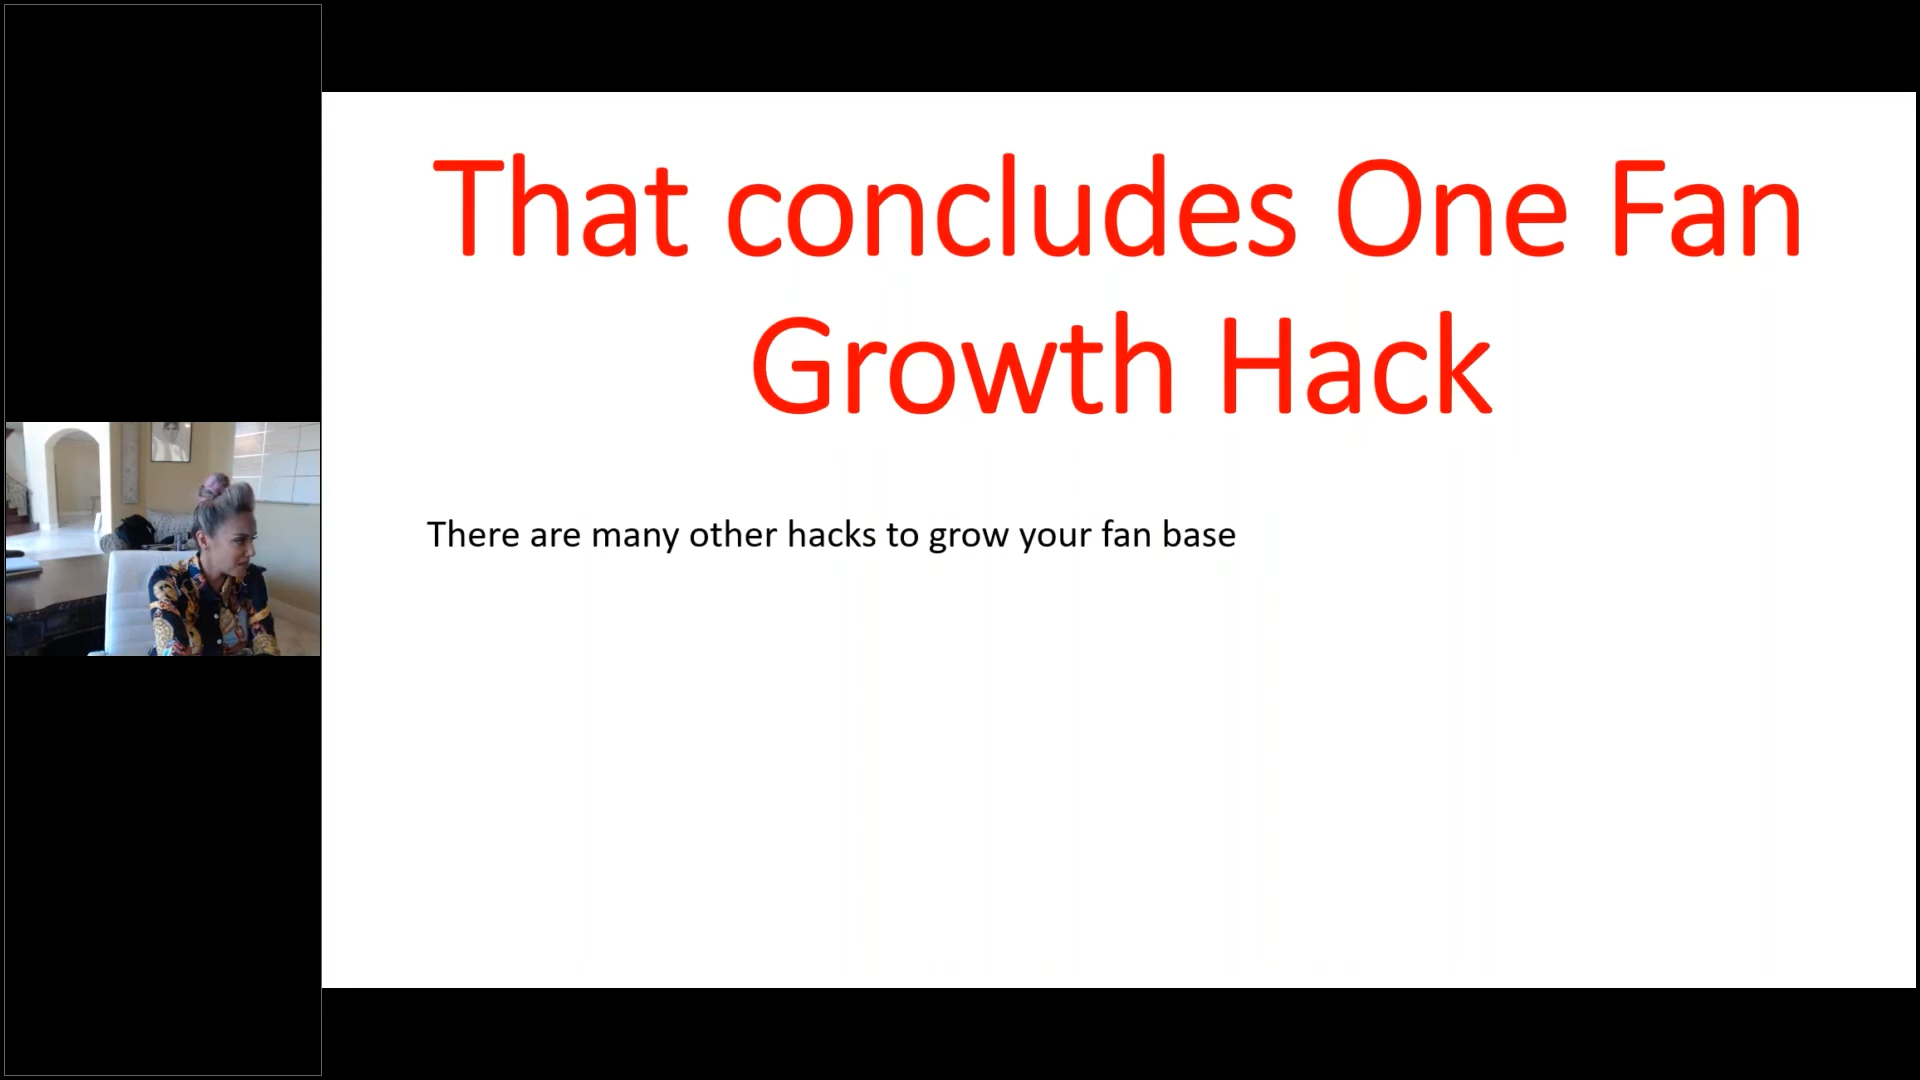 That concludes One Fan
Growth Hack
There are many other hacks to grow your fan base